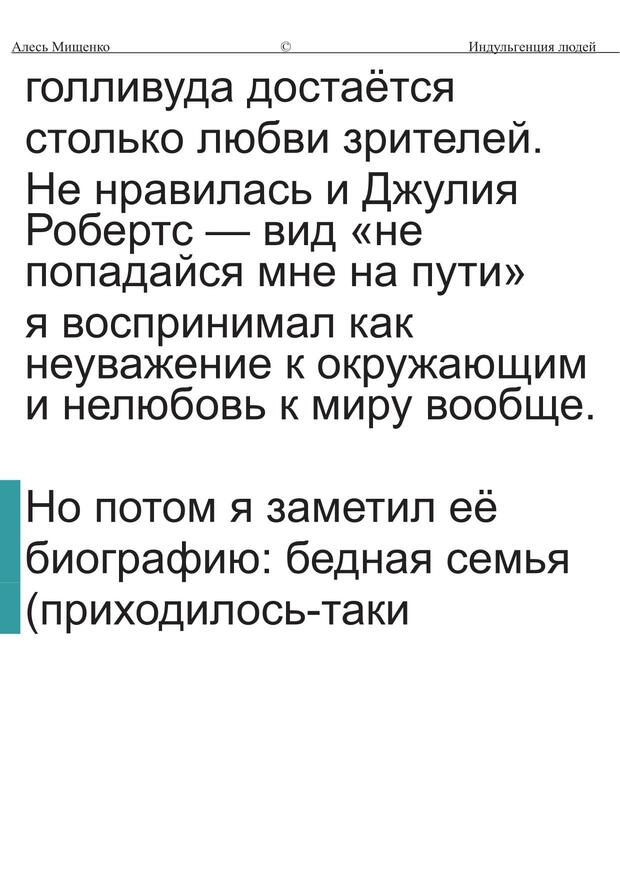 Алесь Мищенко © Индульгенция людей
голливуда достаётся
столько любви зрителей.
Не нравилась и Джулия
Робертс — вид «не
попадайся мне на пути»
я воспринимал как
неуважение к окружающим
и нелюбовь к миру вообще.
Но потом я заметил её
биографию: бедная семья
(приходилось-таки